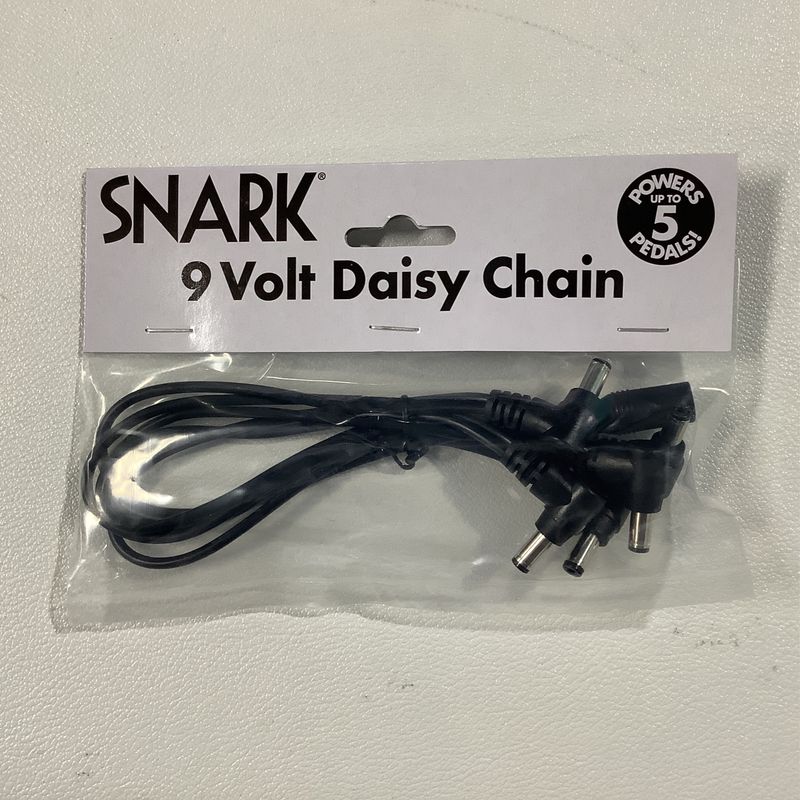 SNARK®
9 Volt Daisy Chain
POWERS
UP TO
5
PEDALS!